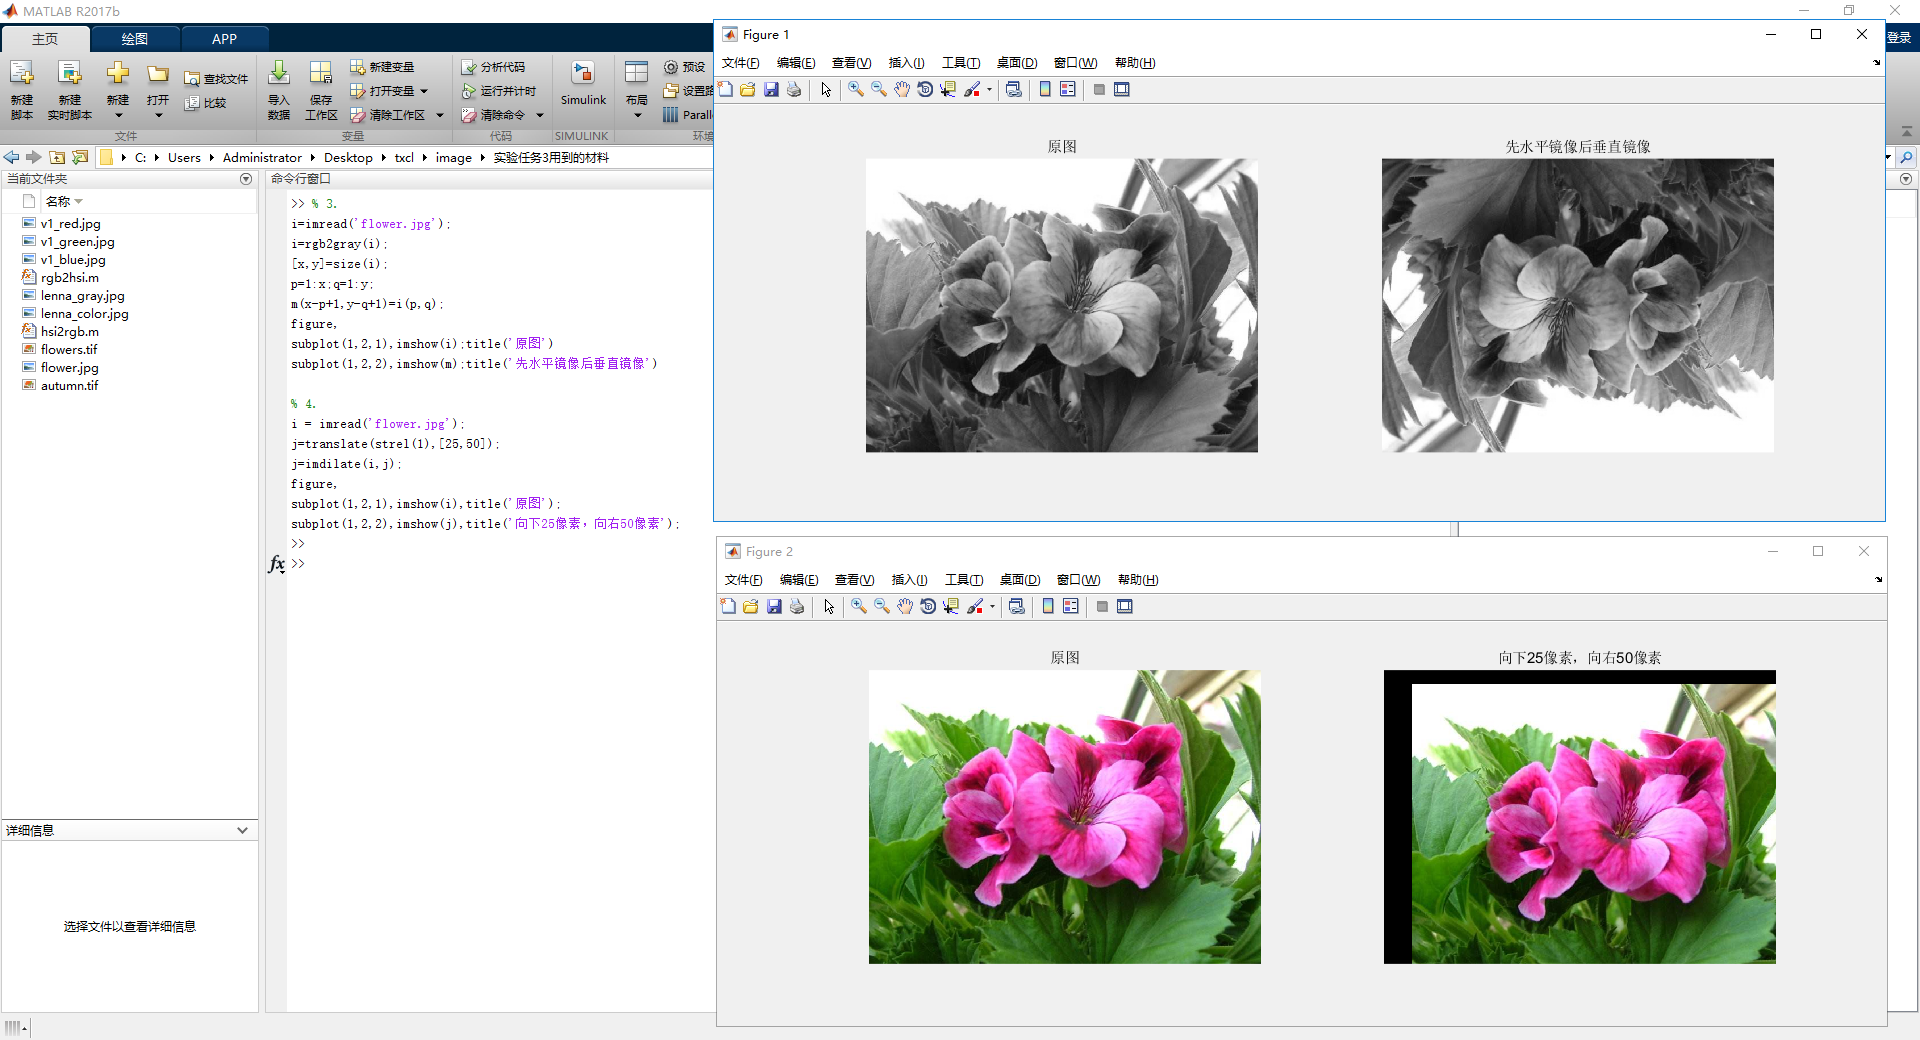 MATLAB R2017b
主页 绘图 APP
登录
新建
脚本
新建
实时脚本
新建
打开
查找文件
比较
文件
导入
数据
保存
工作区
新建变量
打开变量
清除工作区
变量
分析代码
运行并计时
清除命令
代码
Simulink
SIMULINK
布局
预设
设置路
Parall
环境
C: Users Administrator Desktop txcl image 实验任务3用到的材料
当前文件夹
名称
v1_red.jpg
v1_green.jpg
v1_blue.jpg
rgb2hsi.m
lenna_gray.jpg
lenna_color.jpg
hsi2rgb.m
flowers.tif
flower.jpg
autumn.tif
详细信息
选择文件以查看详细信息
命令行窗口
>> % 3.
i=imread('flower.jpg');
i=rgb2gray(i);
[x,y]=size(i);
p=1:x;q=1:y;
m(x-p+1,y-q+1)=i(p,q);
figure,
subplot(1,2,1),imshow(i);title('原图')
subplot(1,2,2),imshow(m);title('先水平镜像后垂直镜像')
% 4.
i = imread('flower.jpg');
j=translate(strel(1),[25,50]);
j=imdilate(i,j);
figure,
subplot(1,2,1),imshow(i),title('原图');
subplot(1,2,2),imshow(j),title('向下25像素，向右50像素');
>>
fx >>
Figure 1
文件(F) 编辑(E) 查看(V) 插入(I) 工具(T) 桌面(D) 窗口(W) 帮助(H)
原图 先水平镜像后垂直镜像
Figure 2
文件(F) 编辑(E) 查看(V) 插入(I) 工具(T) 桌面(D) 窗口(W) 帮助(H)
原图 向下25像素，向右50像素